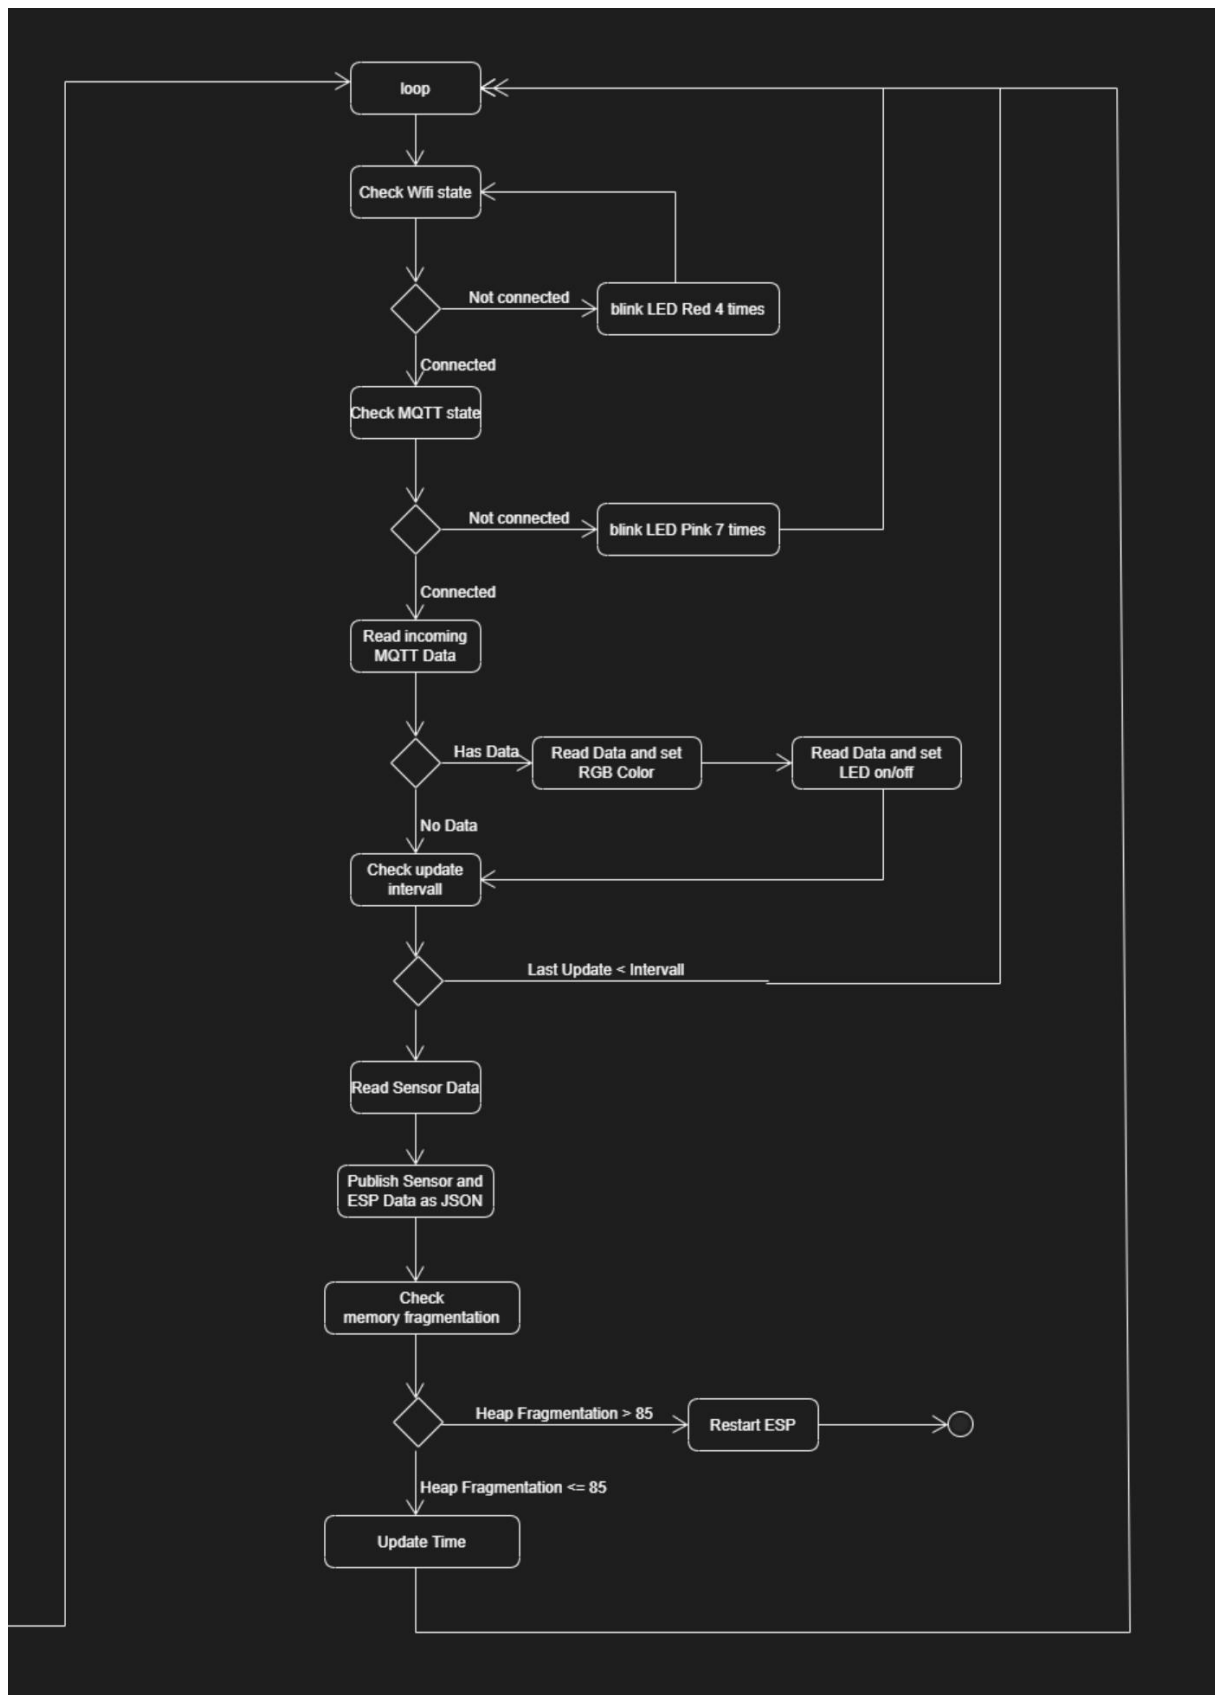 loop
Check Wifi state
Not connected
blink LED Red 4 times
Connected
Check MQTT state
Not connected
blink LED Pink 7 times
Connected
Read incoming
MQTT Data
Has Data
Read Data and set
RGB Color
Read Data and set
LED on/off
No Data
Check update
intervall
Last Update < Intervall
Read Sensor Data
Publish Sensor and
ESP Data as JSON
Check
memory fragmentation
Heap Fragmentation > 85
Restart ESP
Heap Fragmentation <= 85
Update Time